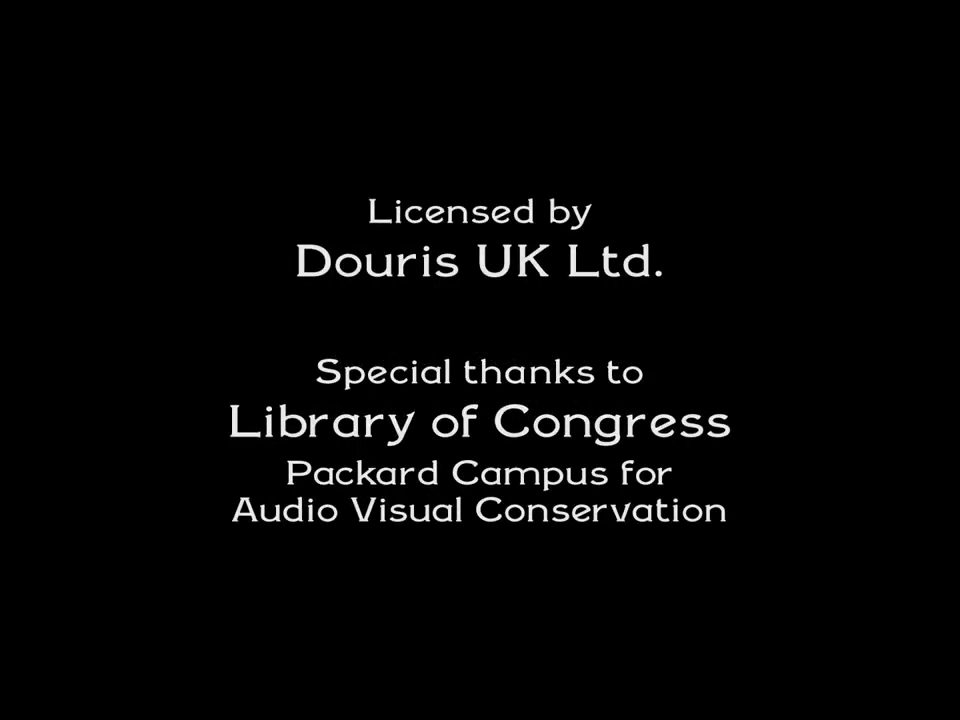 Licensed by
Douris UK Ltd.
Special thanks to
Library of Congress
Packard Campus for
Audio Visual Conservation